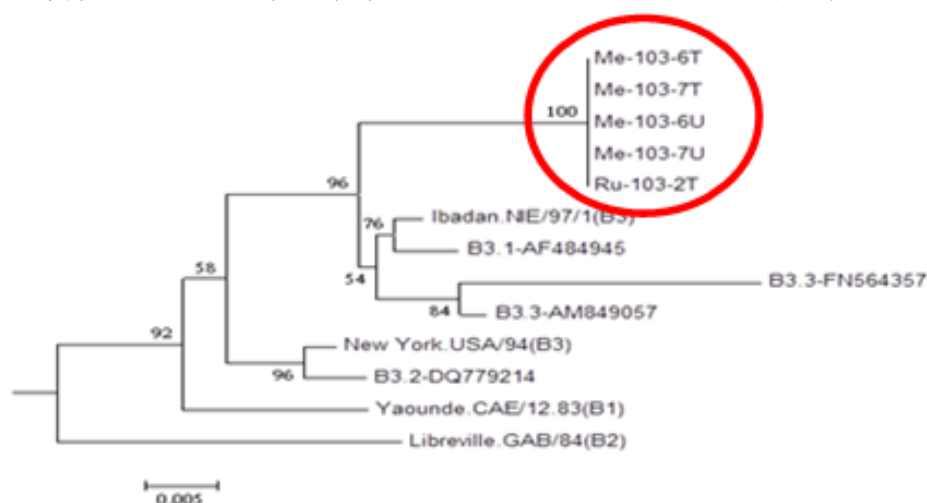 Me-103-6T
Me-103-7T
100
Me-103-6U
Me-103-7U
96
Ru-103-2T
76
Ibadan.NIE/97/1(B3)
B3.1-AF484945
58
54
B3.3-FN564357
84
B3.3-AM849057
92
New York.USA/94(B3)
96
B3.2-DQ779214
Yaounde.CAE/12.83(B1)
Libreville.GAB/84(B2)
0.005